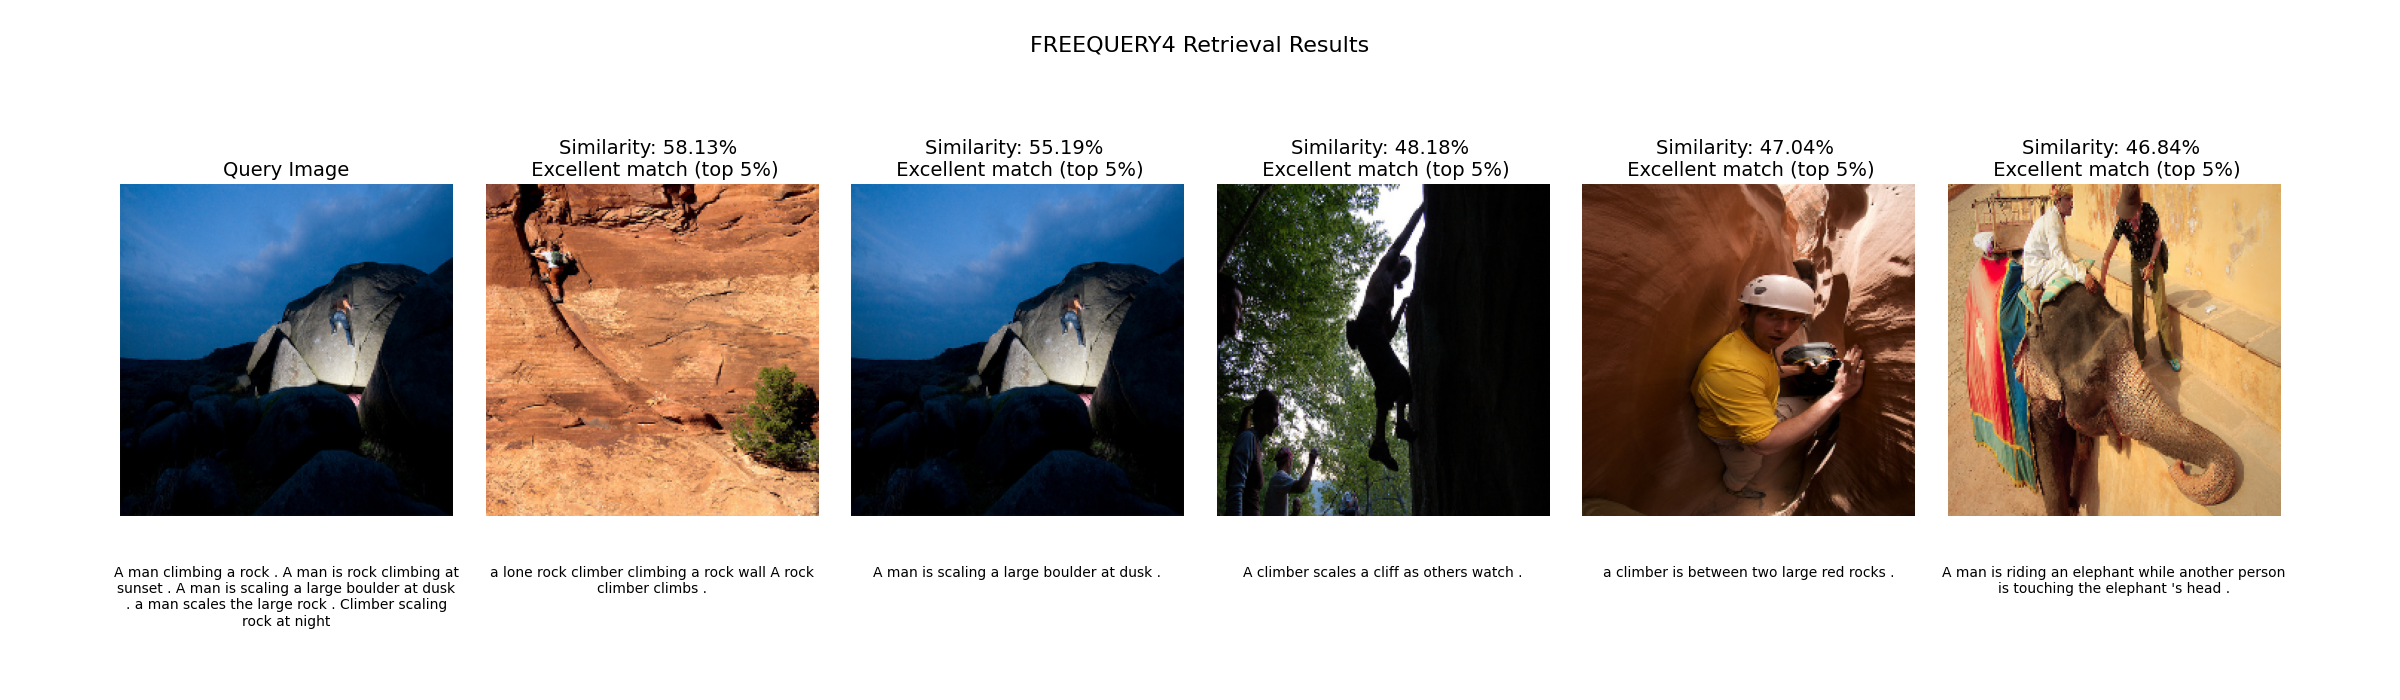 FREEQUERY4 Retrieval Results
Query Image
Similarity: 58.13%
Excellent match (top 5%)
Similarity: 55.19%
Excellent match (top 5%)
Similarity: 48.18%
Excellent match (top 5%)
Similarity: 47.04%
Excellent match (top 5%)
Similarity: 46.84%
Excellent match (top 5%)
A man climbing a rock . A man is rock climbing at
sunset . A man is scaling a large boulder at dusk
. a man scales the large rock . Climber scaling
rock at night
a lone rock climber climbing a rock wall A rock
climber climbs .
A man is scaling a large boulder at dusk .
A climber scales a cliff as others watch .
a climber is between two large red rocks .
A man is riding an elephant while another person
is touching the elephant 's head .